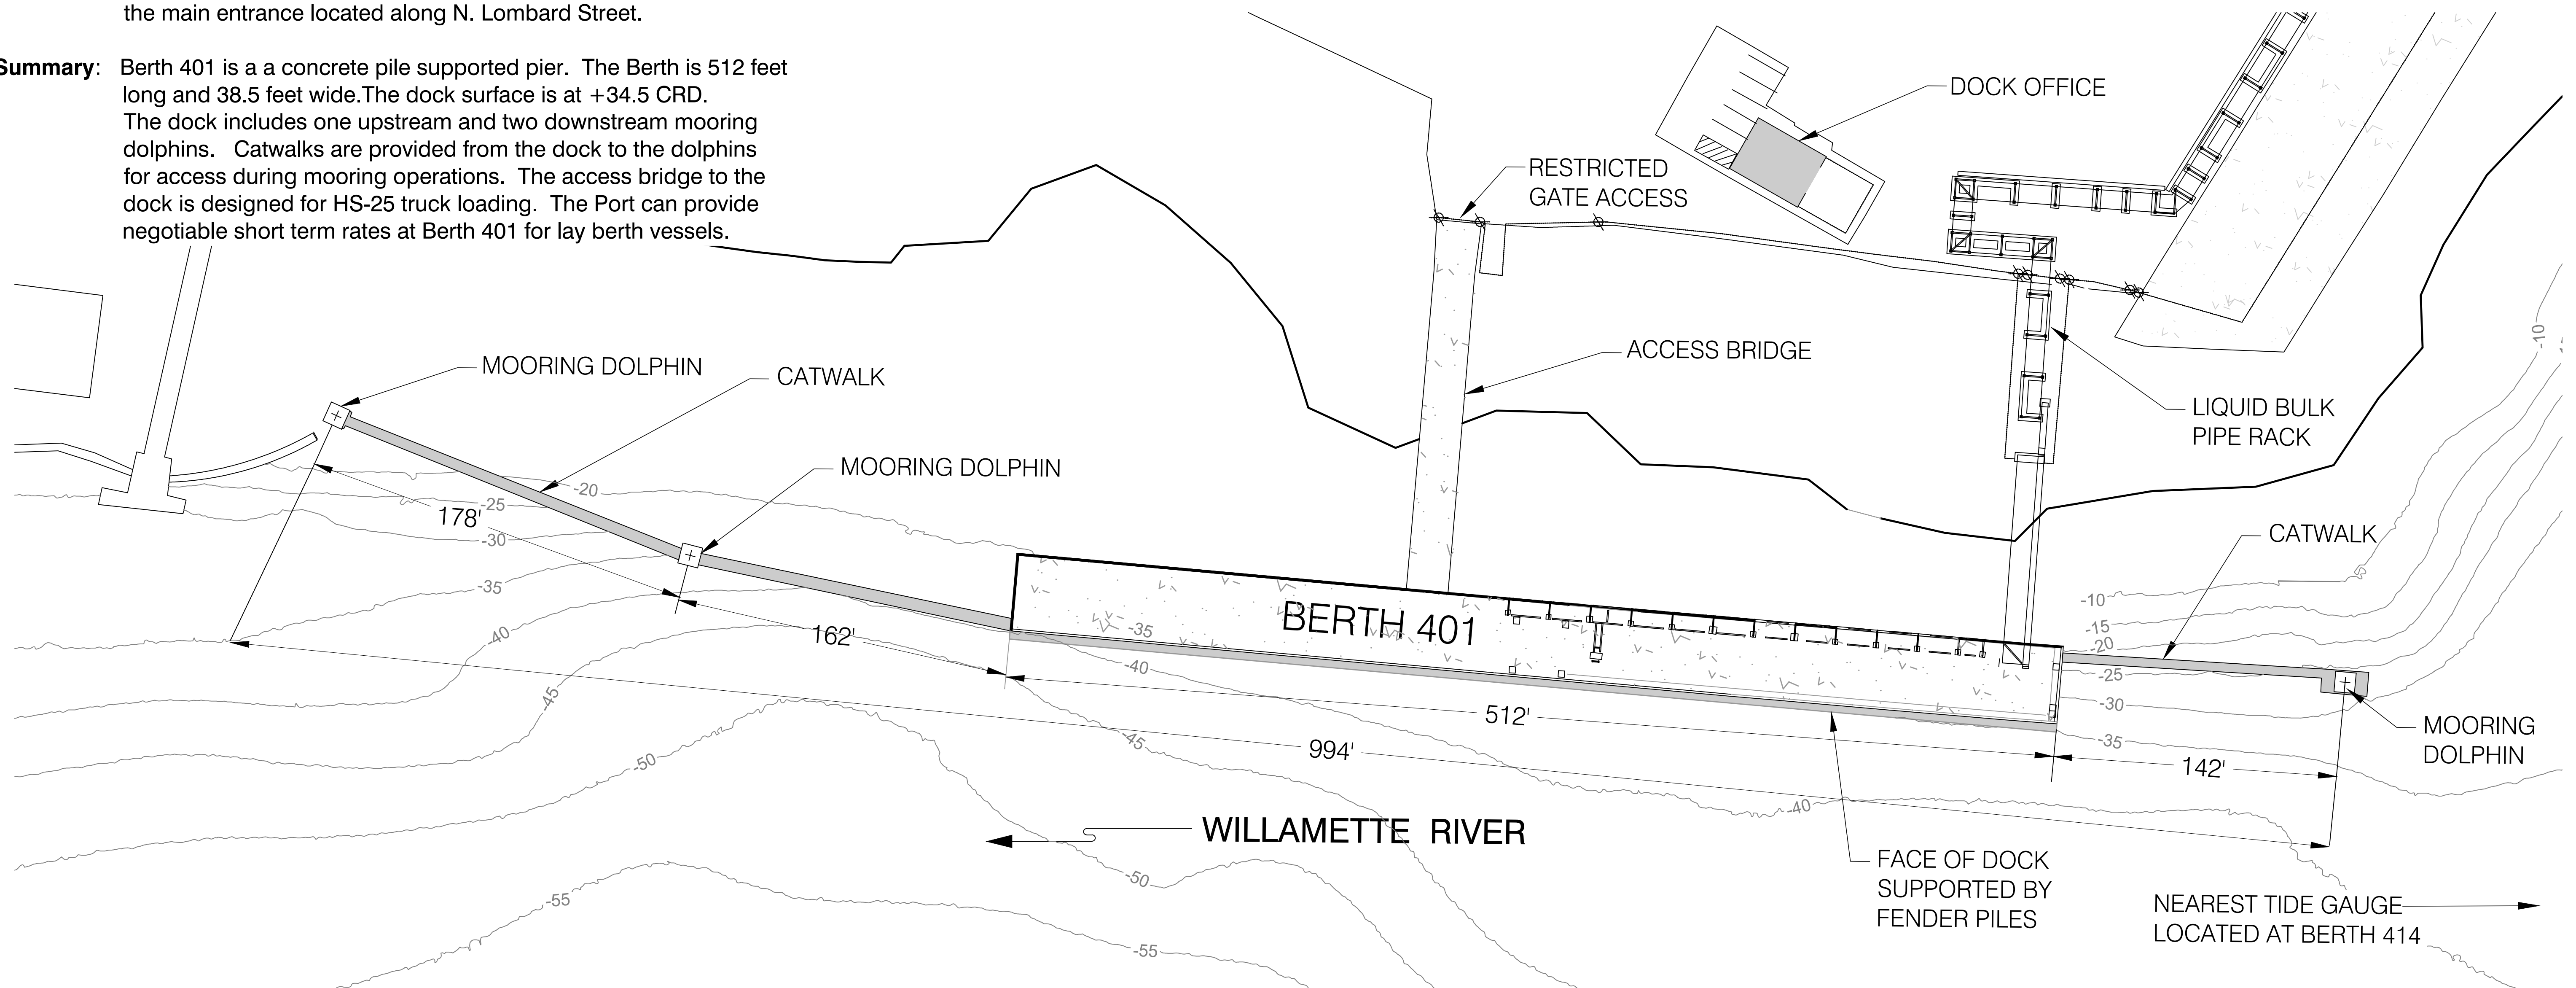 the main entrance located along N. Lombard Street.
Summary: Berth 401 is a a concrete pile supported pier. The Berth is 512 feet
long and 38.5 feet wide.The dock surface is at +34.5 CRD.
The dock includes one upstream and two downstream mooring
dolphins. Catwalks are provided from the dock to the dolphins
for access during mooring operations. The access bridge to the
dock is designed for HS-25 truck loading. The Port can provide
negotiable short term rates at Berth 401 for lay berth vessels.
DOCK OFFICE
RESTRICTED
GATE ACCESS
-10
ACCESS BRIDGE
MOORING DOLPHIN
CATWALK
LIQUID BULK
PIPE RACK
MOORING DOLPHIN
-20
-25
178'
-30
CATWALK
-35
-40
-45
162'
BERTH 401
-35
-40
-10
-15
-20
-25
-30
-35
512'
994'
-45
-50
142'
MOORING
DOLPHIN
-40
WILLAMETTE RIVER
FACE OF DOCK
SUPPORTED BY
FENDER PILES
-50
-55
-55
NEAREST TIDE GAUGE
LOCATED AT BERTH 414